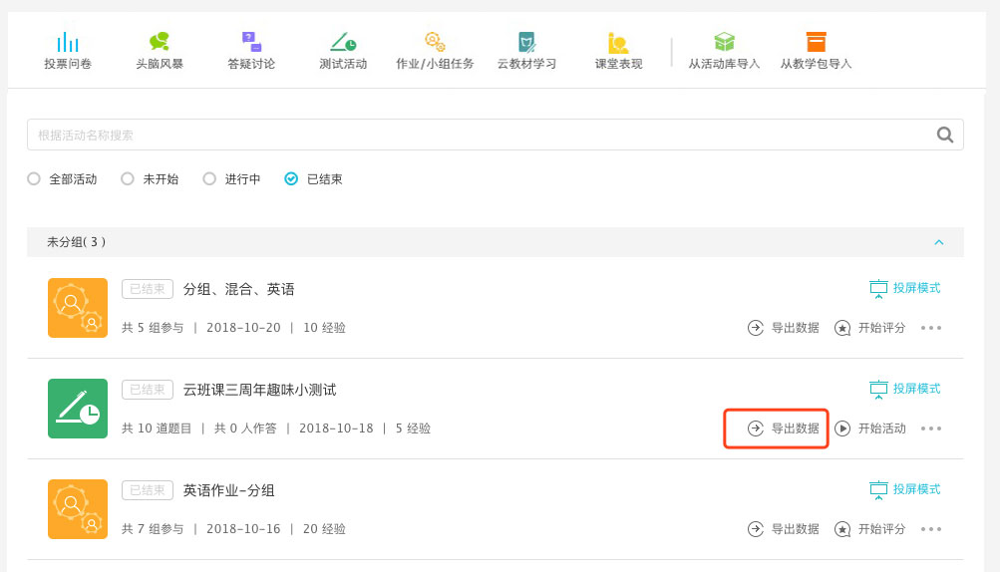 投票问卷 头脑风暴 答疑讨论 测试活动 作业/小组任务 云教材学习 课堂表现 从活动库导入 从教学包导入
根据活动名称搜索
全部活动 未开始 进行中 已结束
未分组( 3 )
已结束 分组、混合、英语 投屏模式
共 5 组参与 | 2018-10-20 | 10 经验 导出数据 开始评分
已结束 云班课三周年趣味小测试 投屏模式
共 10 道题目 | 共 0 人作答 | 2018-10-18 | 5 经验 导出数据 开始活动
已结束 英语作业-分组 投屏模式
共 7 组参与 | 2018-10-16 | 20 经验 导出数据 开始评分